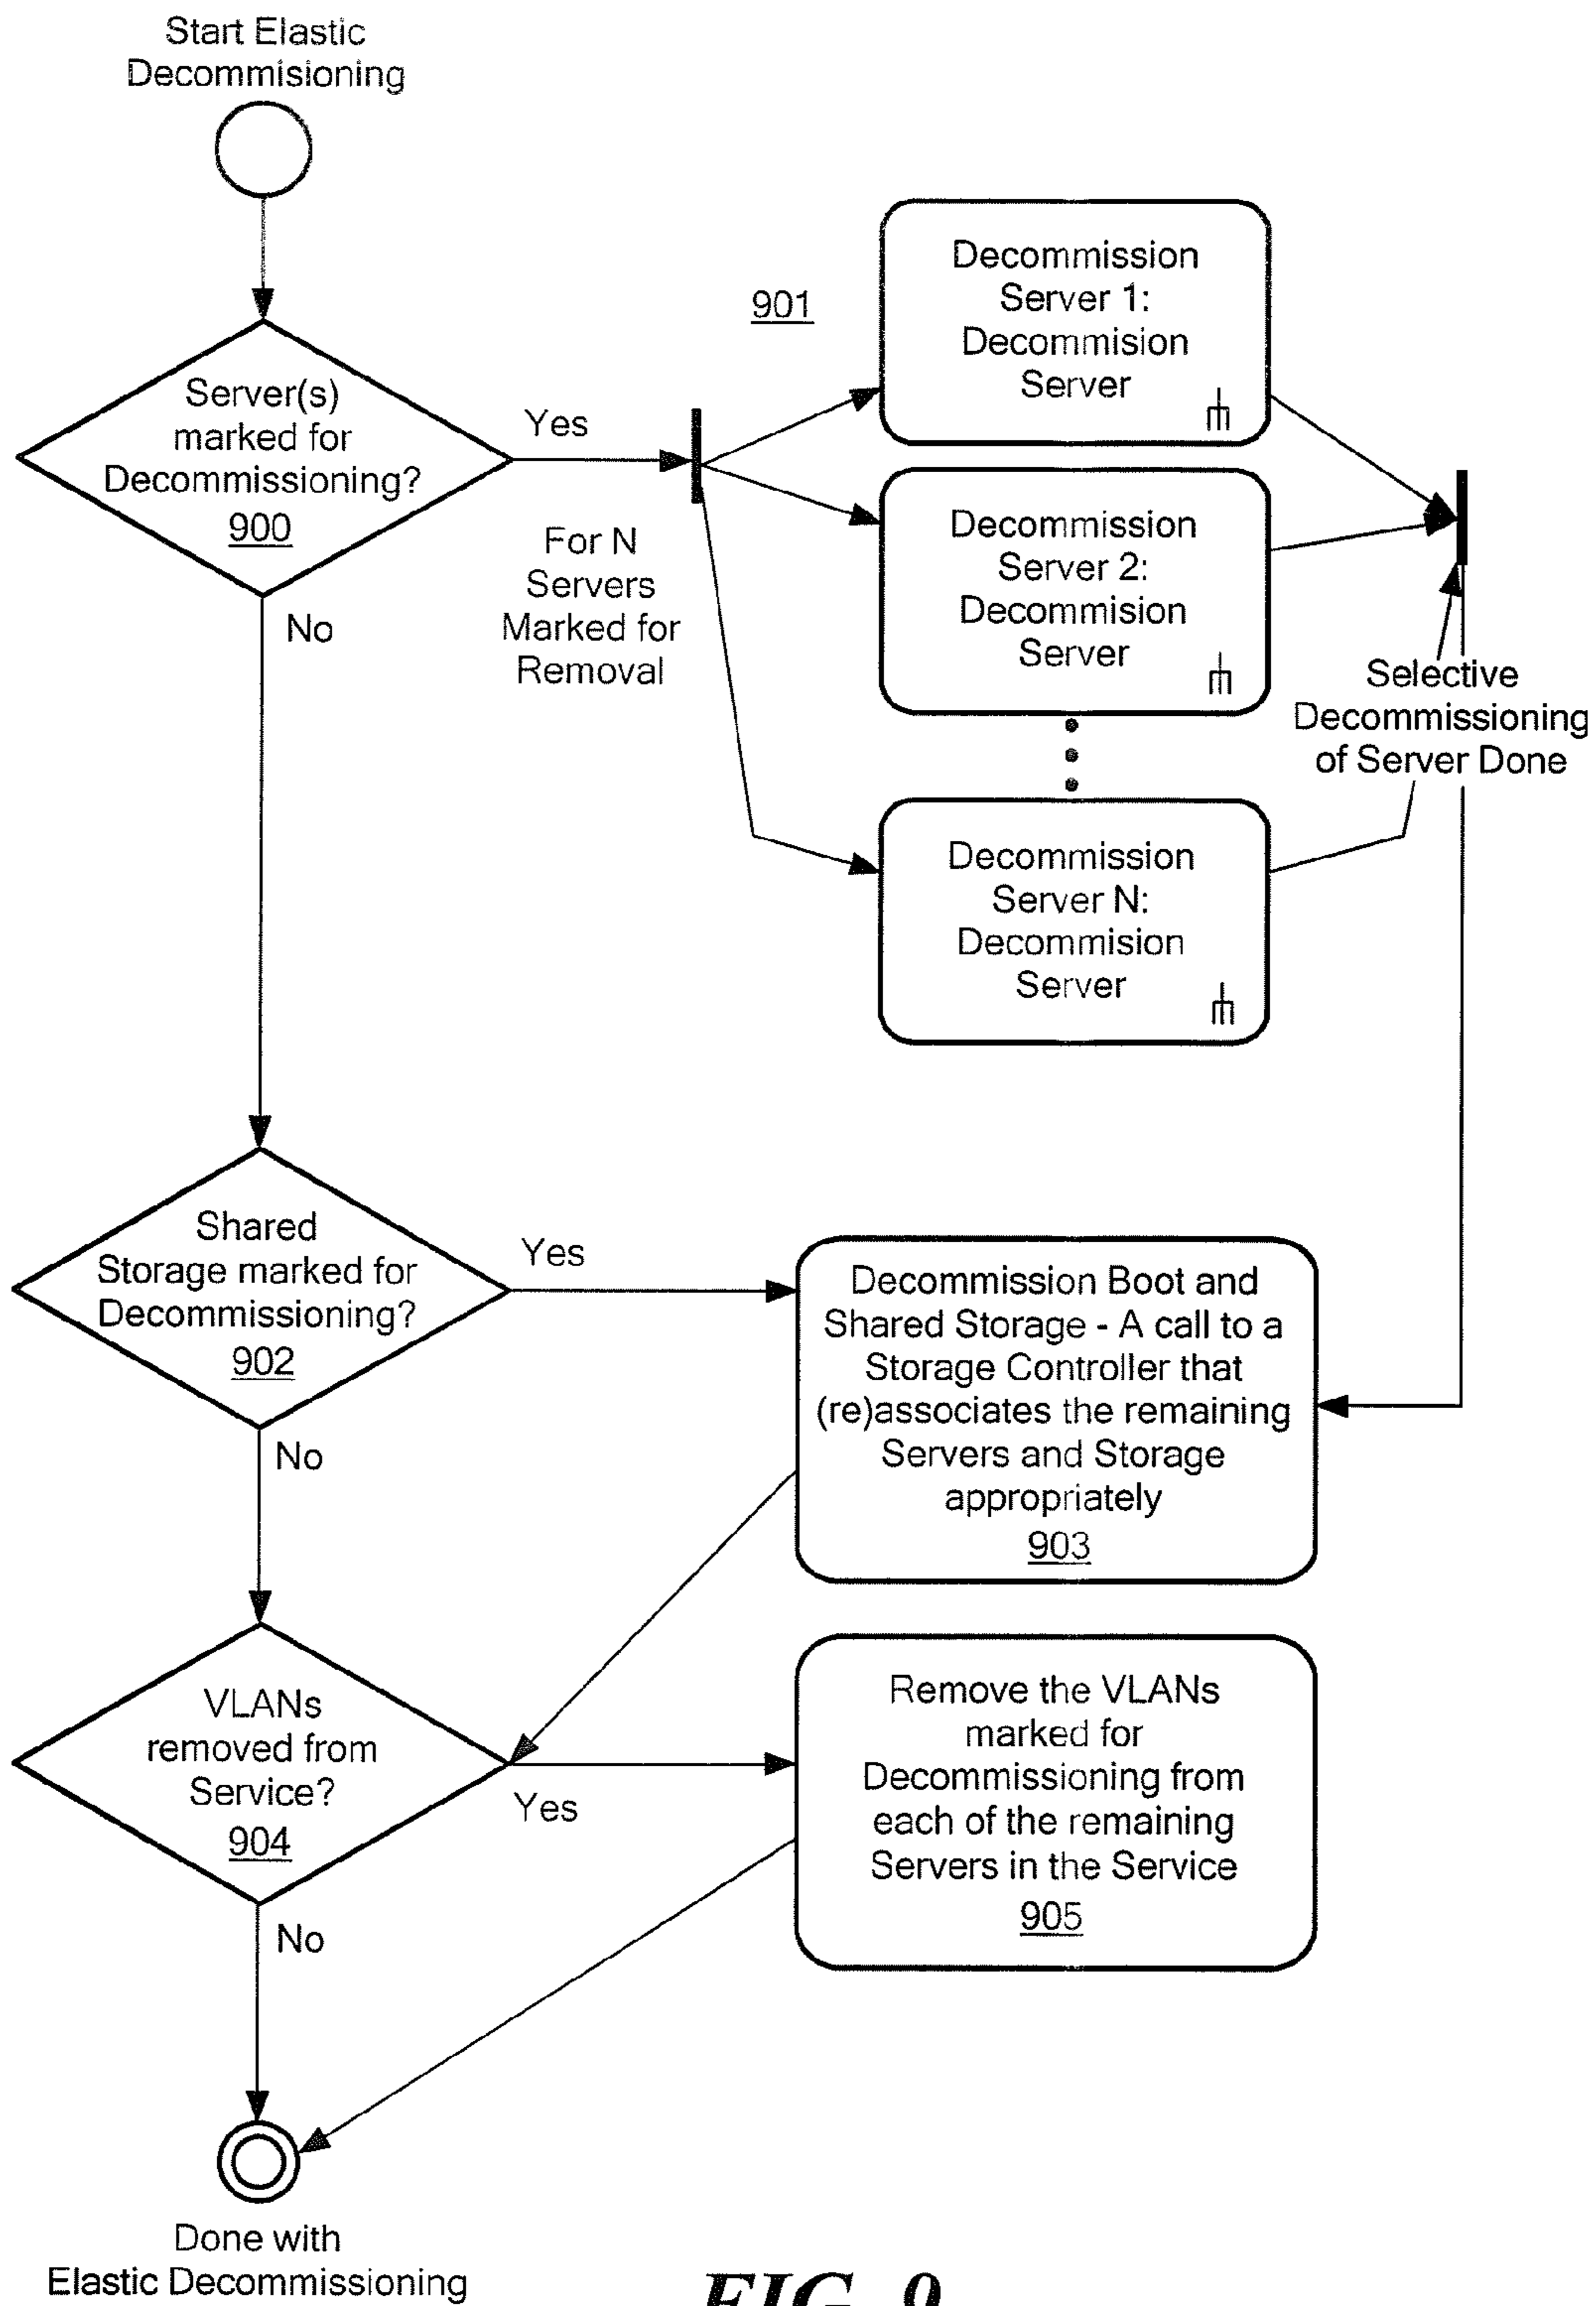 Start Elastic
Decommisioning
Server(s)
marked for
Decommissioning?
900
Yes
No
For N
Servers
Marked for
Removal
901
Decommission
Server 1:
Decommision
Server
Decommission
Server 2:
Decommision
Server
Decommission
Server N:
Decommision
Server
Selective
Decommissioning
of Server Done
Shared
Storage marked for
Decommissioning?
902
Yes
No
Decommission Boot and
Shared Storage - A call to a
Storage Controller that
(re)associates the remaining
Servers and Storage
appropriately
903
VLANs
removed from
Service?
904
Yes
No
Remove the VLANs
marked for
Decommissioning from
each of the remaining
Servers in the Service
905
Done with
Elastic Decommissioning
FIG. 9